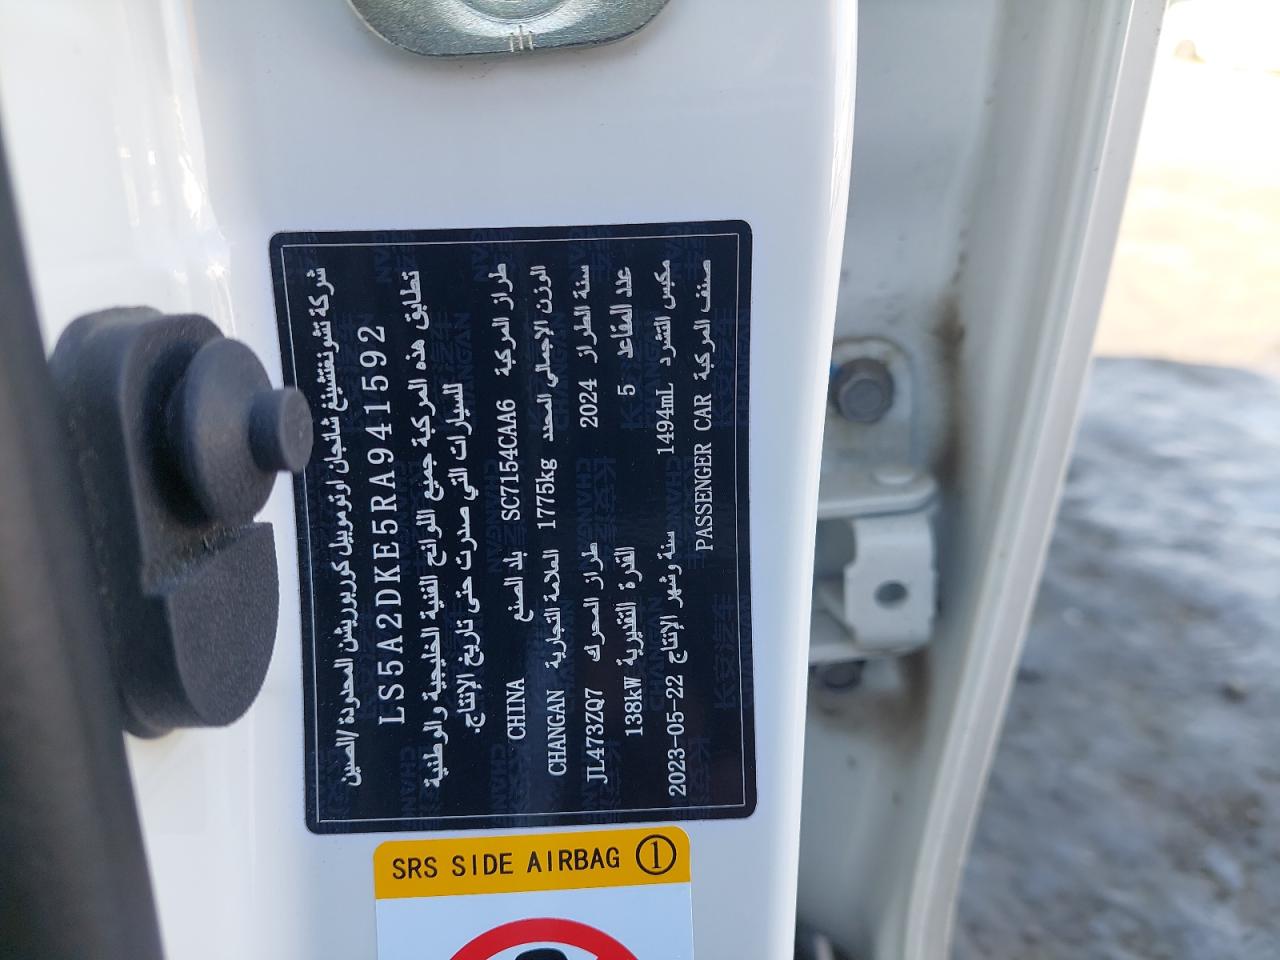 شركة تشونغتشينغ شانجان اوتوموبيل كوربوريشن المحدودة /الصين
LS5A2DKE5RA941592
تطابق هذه المركبة جميع اللوائح الفنية الخليجية والوطنية
للسيارات التي صدرت حتى تاريخ الإنتاج.
طراز المركبة SC7154CAA6 بلد الصنع CHINA
الوزن الإجمالي المحدد 1775kg العلامة التجارية CHANGAN
سنة الطراز 2024 طراز المحرك JL473ZQ7
عدد المقاعد 5 القدرة التقديرية 138kW
مكبس التشرد 1494mL سنة وشهر الإنتاج 2023-05-22
صنف المركبة PASSENGER CAR
SRS SIDE AIRBAG 1